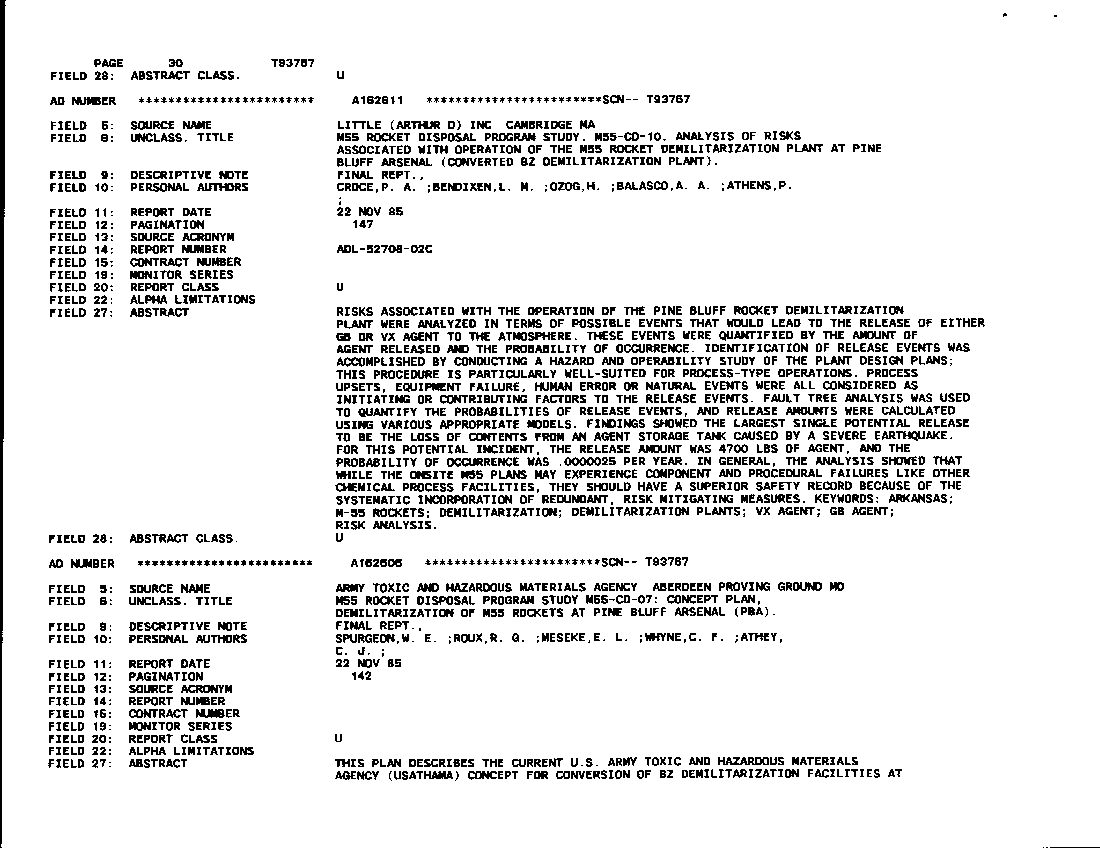 PAGE 30 T93767
FIELD 28: ABSTRACT CLASS. U
AD NUMBER ************************ A162611 ************************SCN-- T93767
FIELD 5: SOURCE NAME LITTLE (ARTHUR D) INC CAMBRIDGE MA
FIELD 6: UNCLASS. TITLE M55 ROCKET DISPOSAL PROGRAM STUDY. M55-CD-10. ANALYSIS OF RISKS
ASSOCIATED WITH OPERATION OF THE M55 ROCKET DEMILITARIZATION PLANT AT PINE
BLUFF ARSENAL (CONVERTED BZ DEMILITARIZATION PLANT).
FIELD 9: DESCRIPTIVE NOTE FINAL REPT.,
FIELD 10: PERSONAL AUTHORS CROCE,P. A. ;BENDIXEN,L. M. ;OZOG,H. ;BALASCO,A. A. ;ATHENS,P.
;
FIELD 11: REPORT DATE 22 NOV 85
FIELD 12: PAGINATION 147
FIELD 13: SOURCE ACRONYM
FIELD 14: REPORT NUMBER ADL-52708-02C
FIELD 15: CONTRACT NUMBER
FIELD 19: MONITOR SERIES
FIELD 20: REPORT CLASS U
FIELD 22: ALPHA LIMITATIONS
FIELD 27: ABSTRACT RISKS ASSOCIATED WITH THE OPERATION OF THE PINE BLUFF ROCKET DEMILITARIZATION
PLANT WERE ANALYZED IN TERMS OF POSSIBLE EVENTS THAT WOULD LEAD TO THE RELEASE OF EITHER
GB OR VX AGENT TO THE ATMOSPHERE. THESE EVENTS WERE QUANTIFIED BY THE AMOUNT OF
AGENT RELEASED AND THE PROBABILITY OF OCCURRENCE. IDENTIFICATION OF RELEASE EVENTS WAS
ACCOMPLISHED BY CONDUCTING A HAZARD AND OPERABILITY STUDY OF THE PLANT DESIGN PLANS;
THIS PROCEDURE IS PARTICULARLY WELL-SUITED FOR PROCESS-TYPE OPERATIONS. PROCESS
UPSETS, EQUIPMENT FAILURE, HUMAN ERROR OR NATURAL EVENTS WERE ALL CONSIDERED AS
INITIATING OR CONTRIBUTING FACTORS TO THE RELEASE EVENTS. FAULT TREE ANALYSIS WAS USED
TO QUANTIFY THE PROBABILITIES OF RELEASE EVENTS, AND RELEASE AMOUNTS WERE CALCULATED
USING VARIOUS APPROPRIATE MODELS. FINDINGS SHOWED THE LARGEST SINGLE POTENTIAL RELEASE
TO BE THE LOSS OF CONTENTS FROM AN AGENT STORAGE TANK CAUSED BY A SEVERE EARTHQUAKE.
FOR THIS POTENTIAL INCIDENT, THE RELEASE AMOUNT WAS 4700 LBS OF AGENT, AND THE
PROBABILITY OF OCCURRENCE WAS .0000025 PER YEAR. IN GENERAL, THE ANALYSIS SHOWED THAT
WHILE THE ONSITE M55 PLANS MAY EXPERIENCE COMPONENT AND PROCEDURAL FAILURES LIKE OTHER
CHEMICAL PROCESS FACILITIES, THEY SHOULD HAVE A SUPERIOR SAFETY RECORD BECAUSE OF THE
SYSTEMATIC INCORPORATION OF REDUNDANT, RISK MITIGATING MEASURES. KEYWORDS: ARKANSAS;
M-55 ROCKETS; DEMILITARIZATION; DEMILITARIZATION PLANTS; VX AGENT; GB AGENT;
RISK ANALYSIS.
FIELD 28: ABSTRACT CLASS. U
AD NUMBER ************************ A162606 ************************SCN-- T93767
FIELD 5: SOURCE NAME ARMY TOXIC AND HAZARDOUS MATERIALS AGENCY ABERDEEN PROVING GROUND MD
FIELD 6: UNCLASS. TITLE M55 ROCKET DISPOSAL PROGRAM STUDY M55-CD-07: CONCEPT PLAN,
DEMILITARIZATION OF M55 ROCKETS AT PINE BLUFF ARSENAL (PBA).
FIELD 9: DESCRIPTIVE NOTE FINAL REPT.,
FIELD 10: PERSONAL AUTHORS SPURGEON,W. E. ;ROUX,R. G. ;MESEKE,E. L. ;WHYNE,C. F. ;ATHEY,
C. J. ;
FIELD 11: REPORT DATE 22 NOV 85
FIELD 12: PAGINATION 142
FIELD 13: SOURCE ACRONYM
FIELD 14: REPORT NUMBER
FIELD 15: CONTRACT NUMBER
FIELD 19: MONITOR SERIES
FIELD 20: REPORT CLASS U
FIELD 22: ALPHA LIMITATIONS
FIELD 27: ABSTRACT THIS PLAN DESCRIBES THE CURRENT U.S. ARMY TOXIC AND HAZARDOUS MATERIALS
AGENCY (USATHAMA) CONCEPT FOR CONVERSION OF BZ DEMILITARIZATION FACILITIES AT